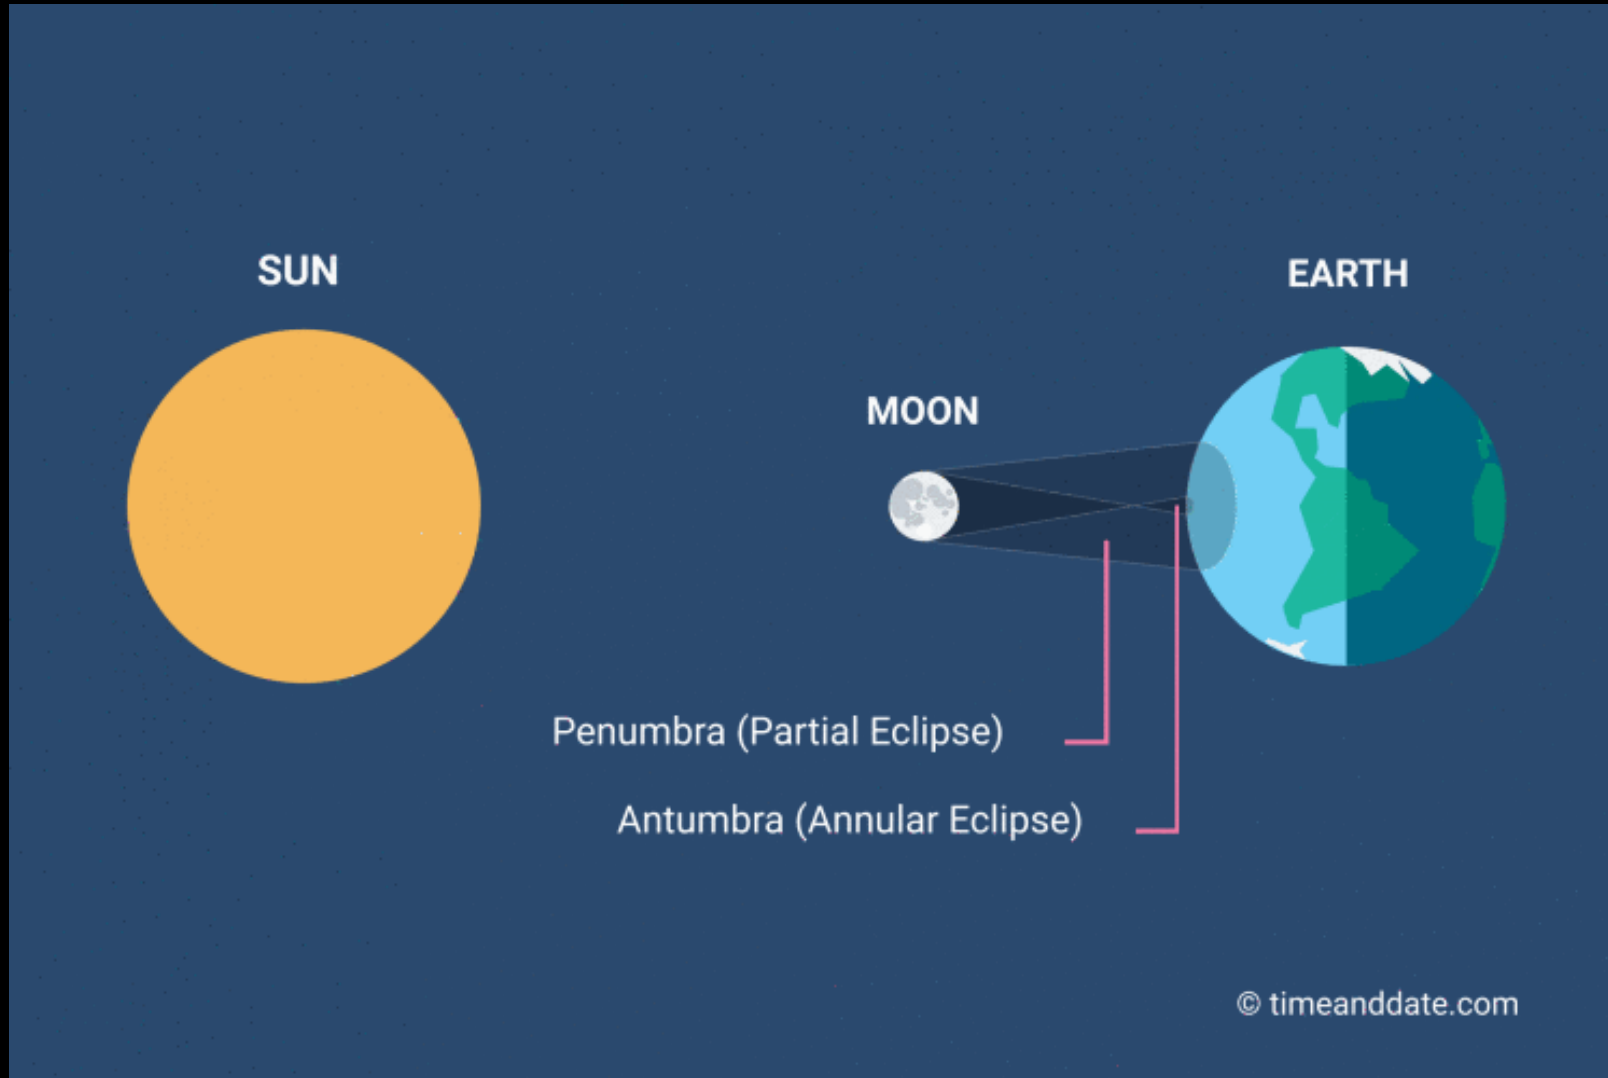 SUN
EARTH
MOON
Penumbra (Partial Eclipse)
Antumbra (Annular Eclipse)
© timeanddate.com